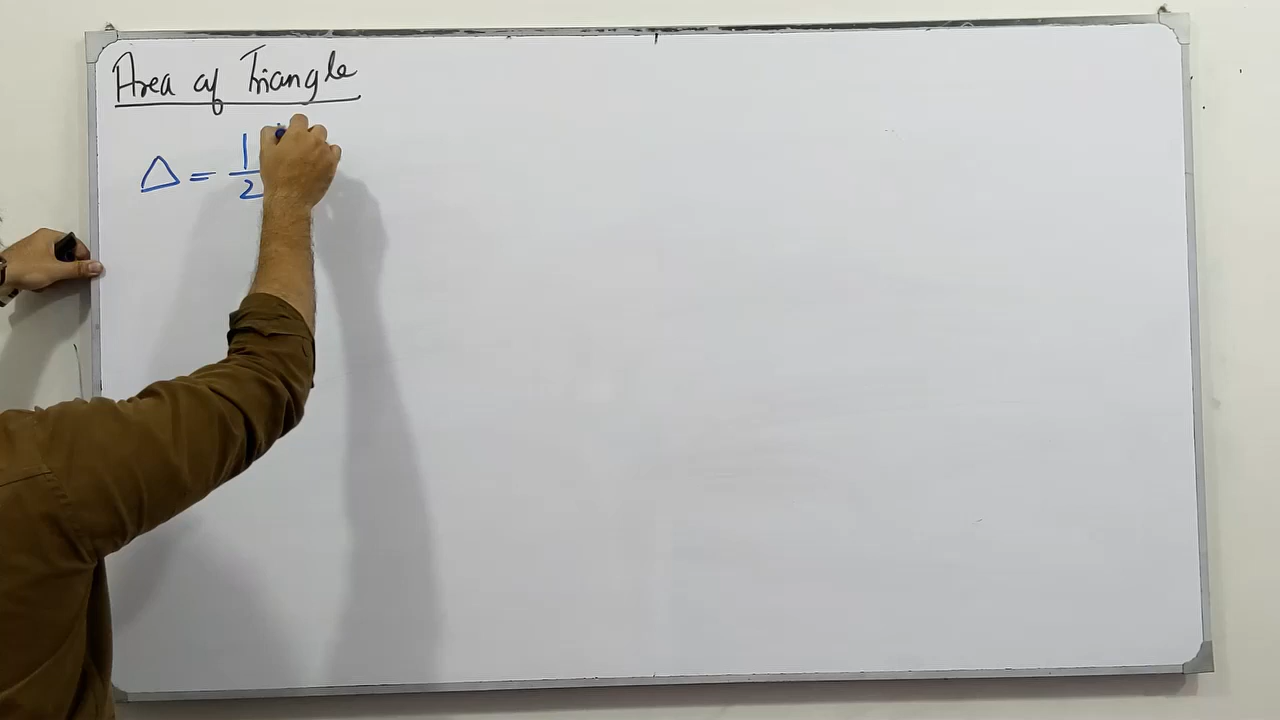 Area of Triangle
△ = 1/2